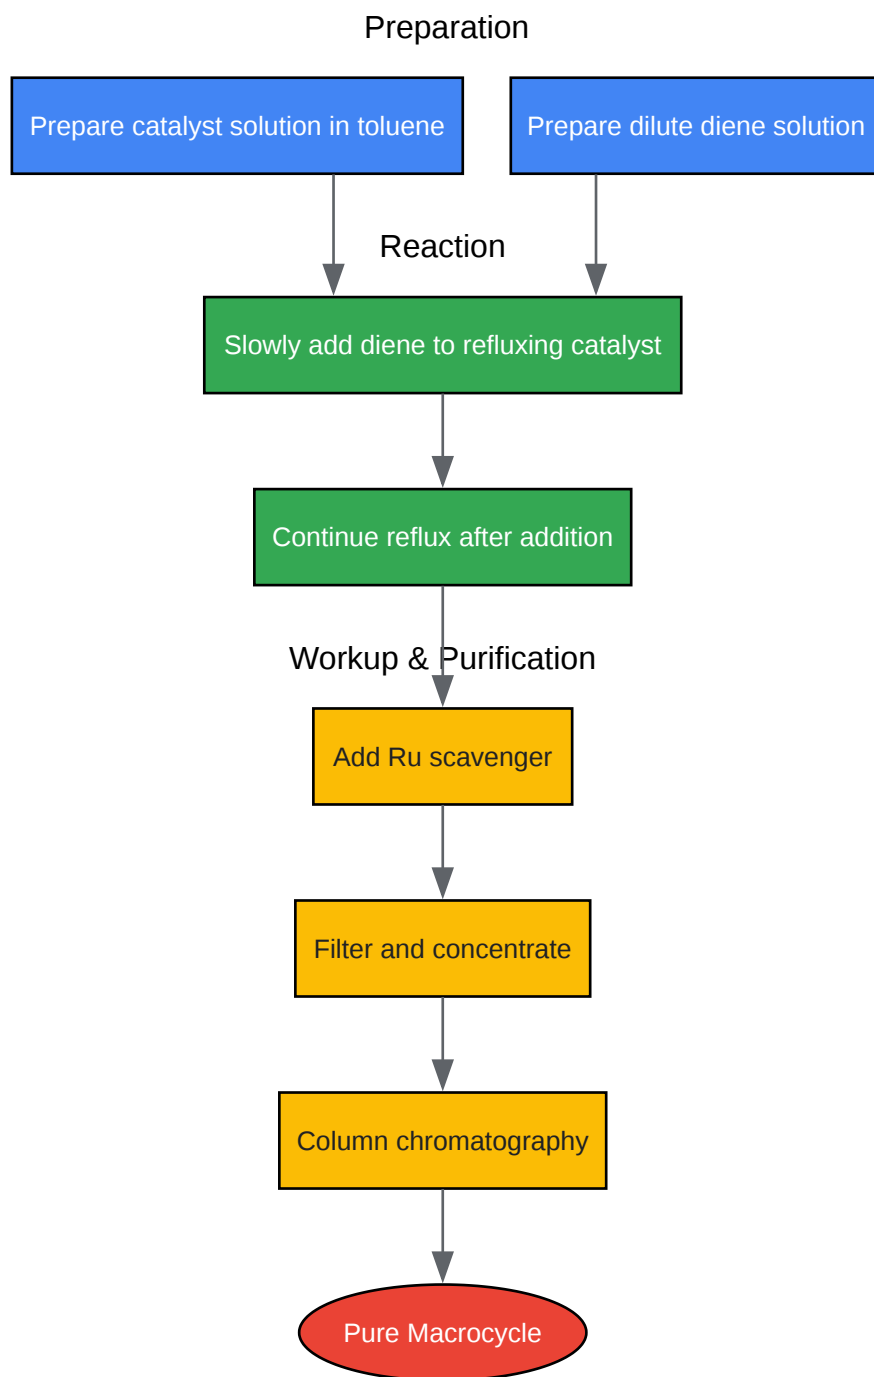 Preparation
Prepare catalyst solution in toluene
Prepare dilute diene solution
Reaction
Slowly add diene to refluxing catalyst
Continue reflux after addition
Workup & Purification
Add Ru scavenger
Filter and concentrate
Column chromatography
Pure Macrocycle